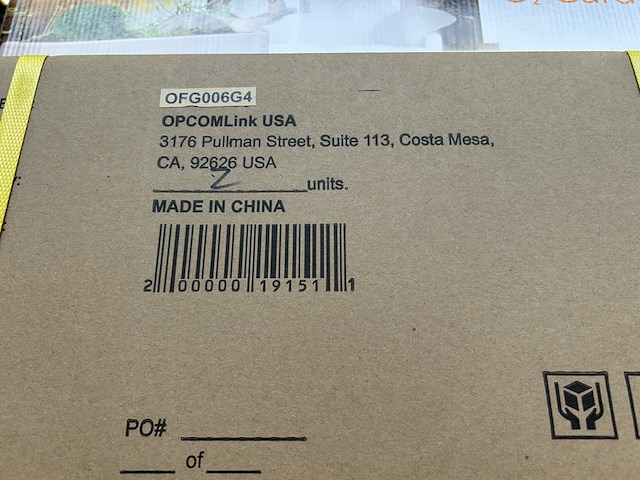 OFG006G4
OPCOMLink USA
3176 Pullman Street, Suite 113, Costa Mesa,
CA, 92626 USA
2 units.
MADE IN CHINA
2 00000 19151 1
PO#
of